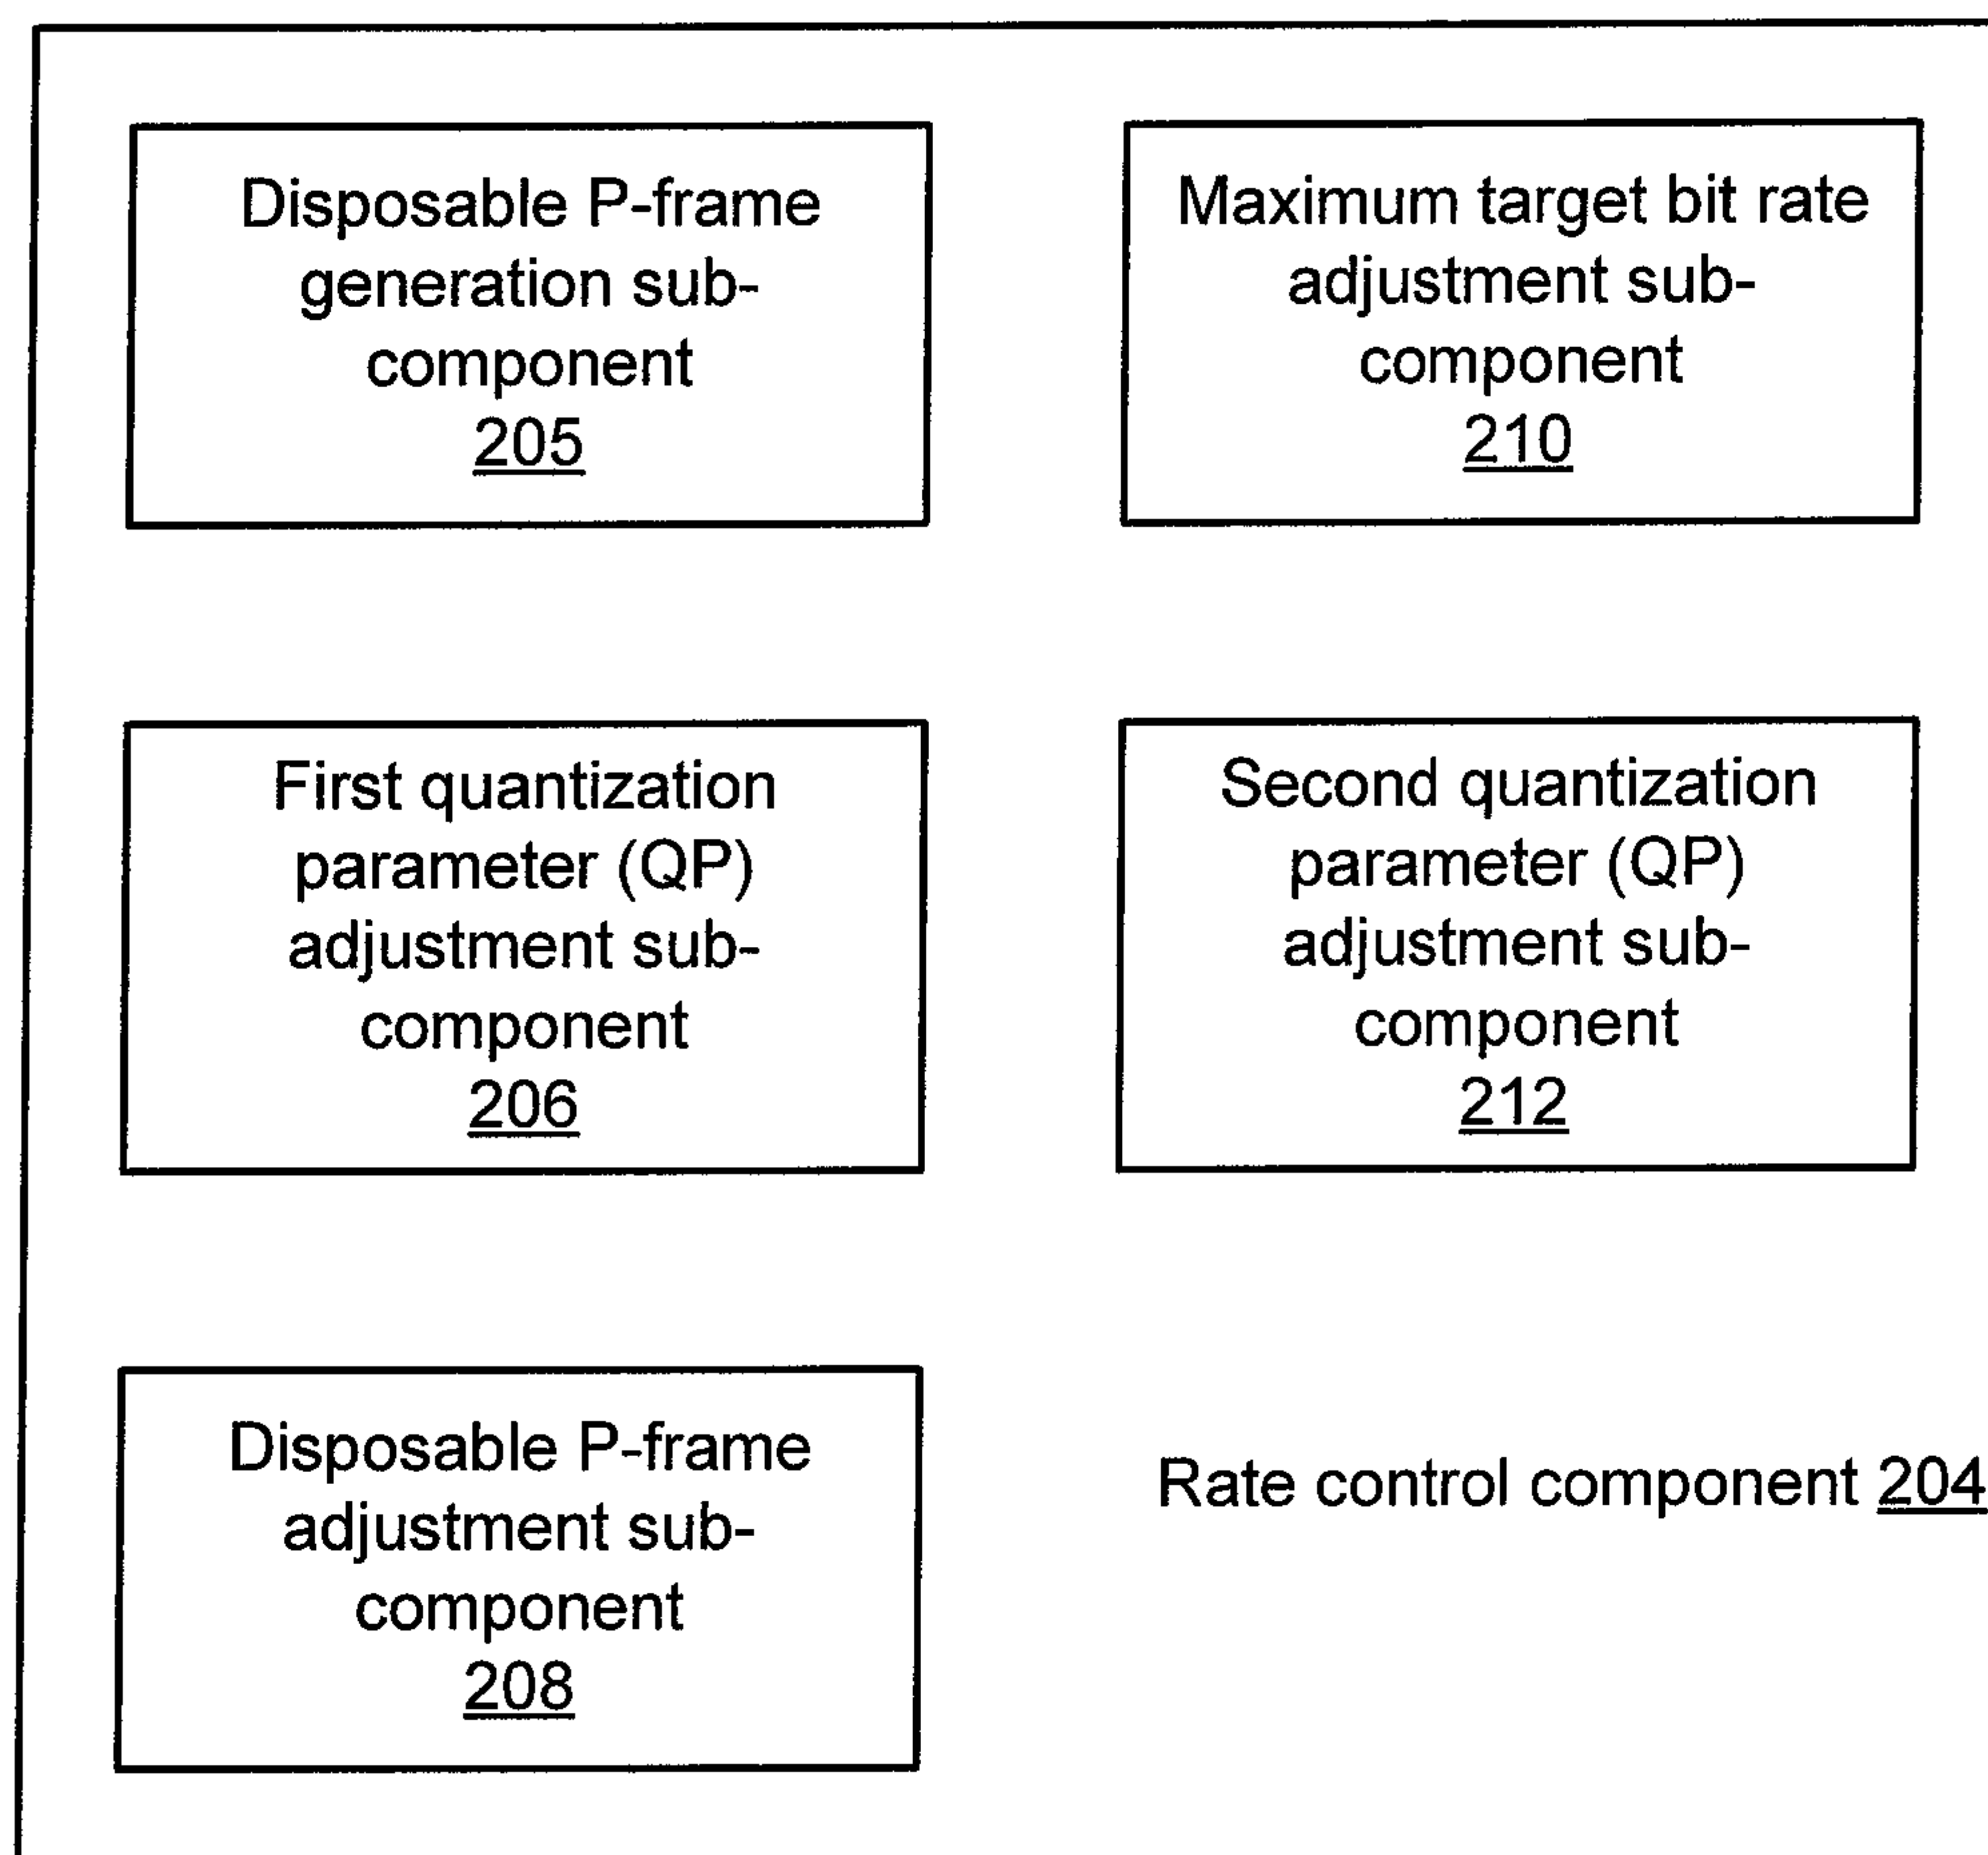 Disposable P-frame
generation sub-
component
205
Maximum target bit rate
adjustment sub-
component
210
First quantization
parameter (QP)
adjustment sub-
component
206
Second quantization
parameter (QP)
adjustment sub-
component
212
Disposable P-frame
adjustment sub-
component
208
Rate control component 204